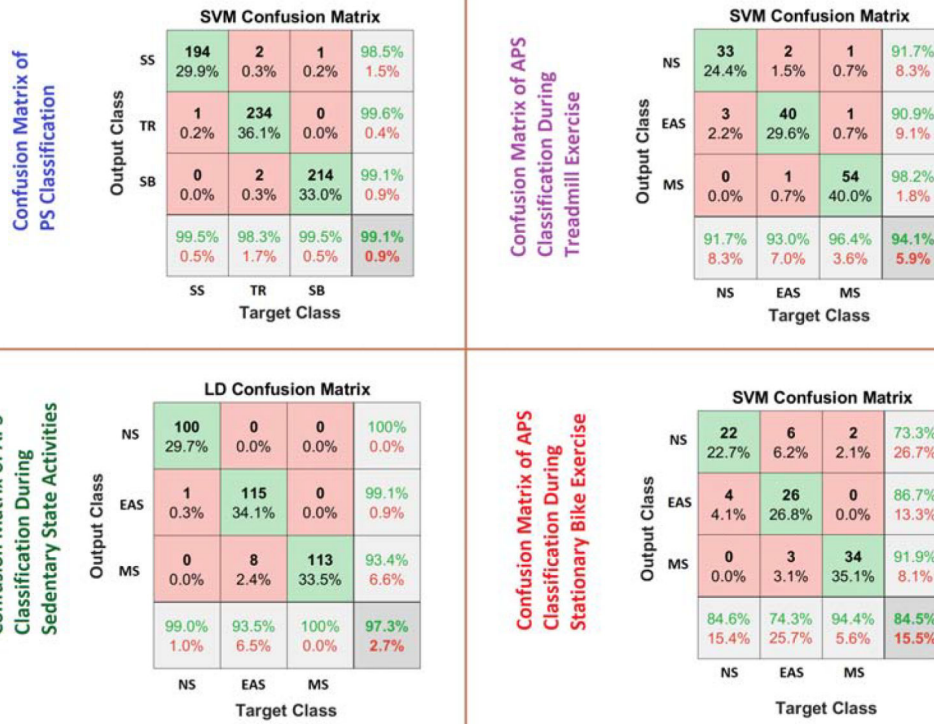 Confusion Matrix of
PS Classification
SVM Confusion Matrix
Output Class
SS 194 2 1 98.5%
29.9% 0.3% 0.2% 1.5%
TR 1 234 0 99.6%
0.2% 36.1% 0.0% 0.4%
SB 0 2 214 99.1%
0.0% 0.3% 33.0% 0.9%
99.5% 98.3% 99.5% 99.1%
0.5% 1.7% 0.5% 0.9%
SS TR SB
Target Class
Confusion Matrix of APS
Classification During
Treadmill Exercise
SVM Confusion Matrix
Output Class
NS 33 2 1 91.7%
24.4% 1.5% 0.7% 8.3%
EAS 3 40 1 90.9%
2.2% 29.6% 0.7% 9.1%
MS 0 1 54 98.2%
0.0% 0.7% 40.0% 1.8%
91.7% 93.0% 96.4% 94.1%
8.3% 7.0% 3.6% 5.9%
NS EAS MS
Target Class
Classification During
Sedentary State Activities
LD Confusion Matrix
Output Class
NS 100 0 0 100%
29.7% 0.0% 0.0% 0.0%
EAS 1 115 0 99.1%
0.3% 34.1% 0.0% 0.9%
MS 0 8 113 93.4%
0.0% 2.4% 33.5% 6.6%
99.0% 93.5% 100% 97.3%
1.0% 6.5% 0.0% 2.7%
NS EAS MS
Target Class
Confusion Matrix of APS
Classification During
Stationary Bike Exercise
SVM Confusion Matrix
Output Class
NS 22 6 2 73.3%
22.7% 6.2% 2.1% 26.7%
EAS 4 26 0 86.7%
4.1% 26.8% 0.0% 13.3%
MS 0 3 34 91.9%
0.0% 3.1% 35.1% 8.1%
84.6% 74.3% 94.4% 84.5%
15.4% 25.7% 5.6% 15.5%
NS EAS MS
Target Class